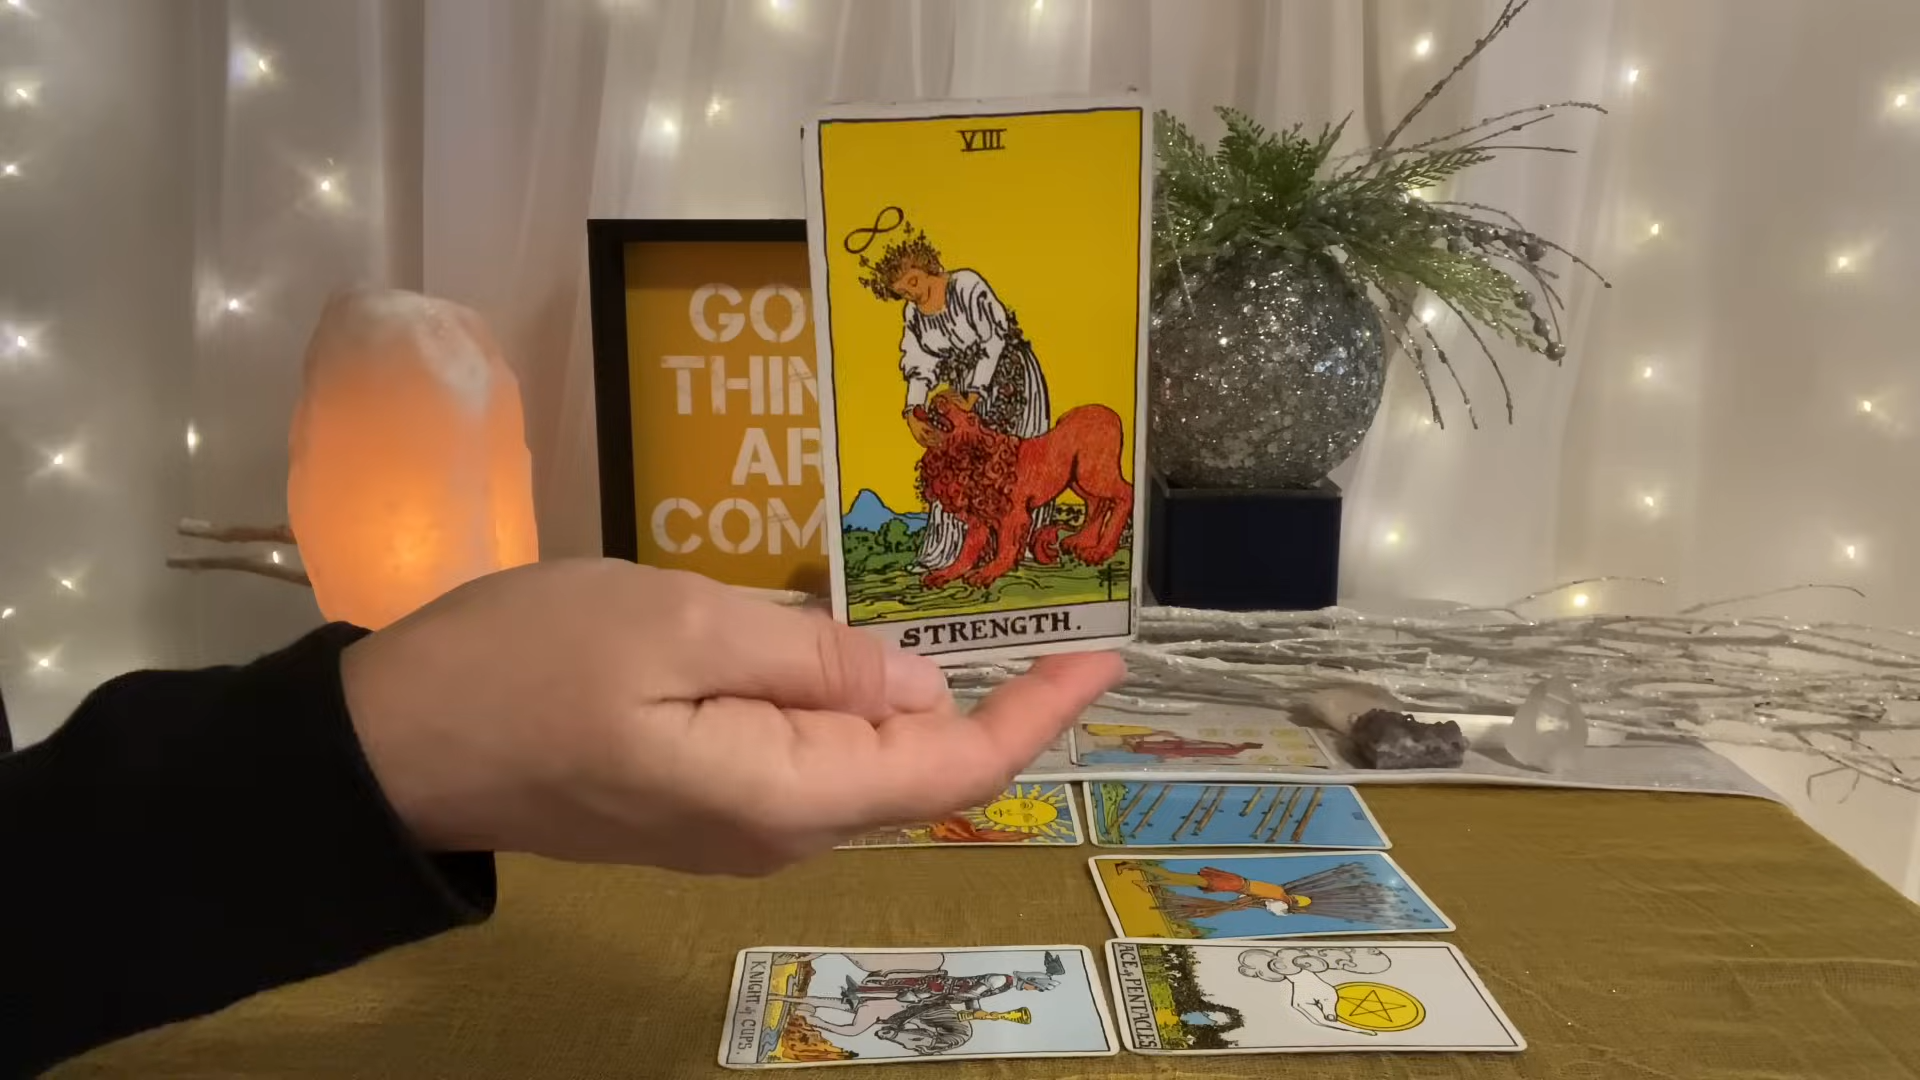 VIII
GO
THIN
AR
COM
STRENGTH.
KNIGHT of CUPS.
ACE of PENTACLES